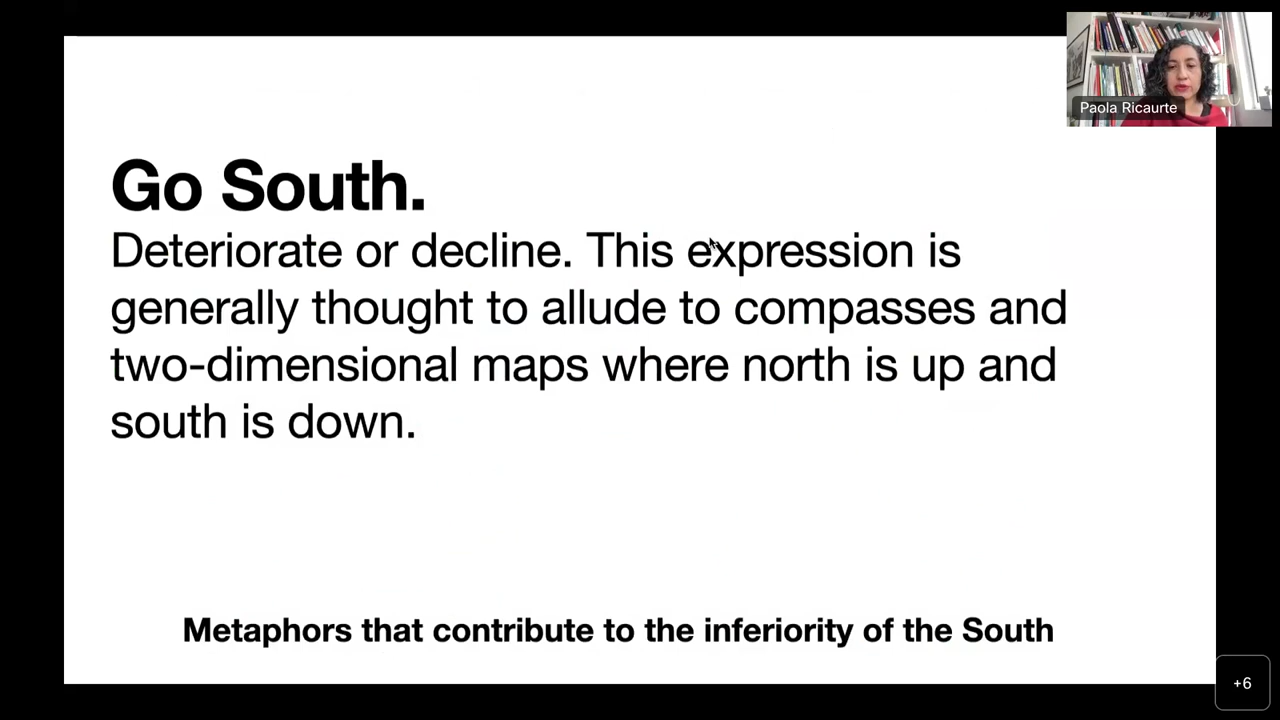 Paola Ricaurte
Go South.
Deteriorate or decline. This expression is
generally thought to allude to compasses and
two-dimensional maps where north is up and
south is down.
Metaphors that contribute to the inferiority of the South
+6